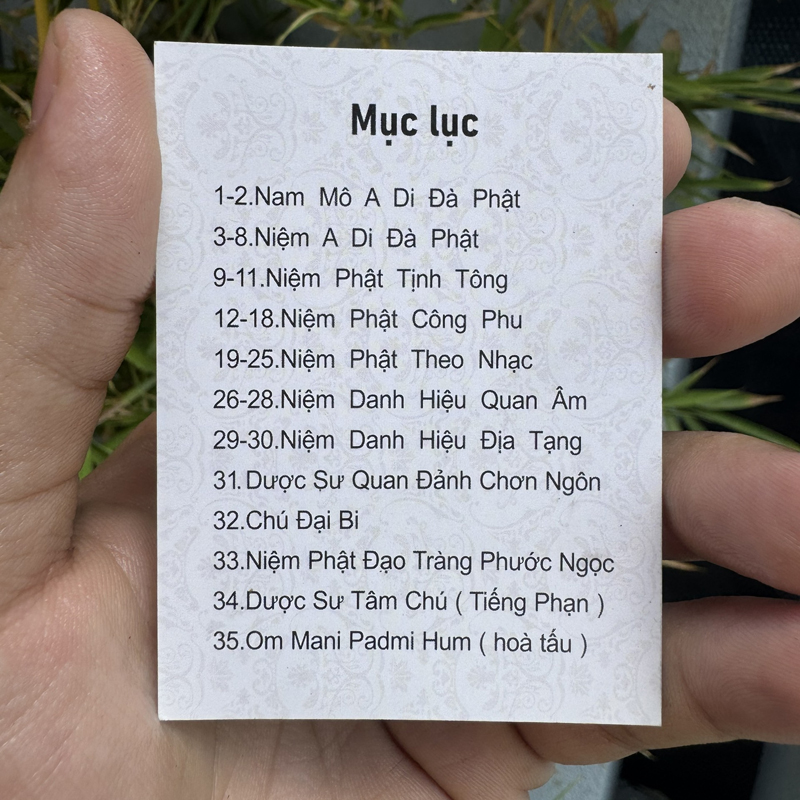 Mục lục
1-2.Nam Mô A Di Đà Phật
3-8.Niệm A Di Đà Phật
9-11.Niệm Phật Tịnh Tông
12-18.Niệm Phật Công Phu
19-25.Niệm Phật Theo Nhạc
26-28.Niệm Danh Hiệu Quan Âm
29-30.Niệm Danh Hiệu Địa Tạng
31.Dược Sư Quan Đảnh Chơn Ngôn
32.Chú Đại Bi
33.Niệm Phật Đạo Tràng Phước Ngọc
34.Dược Sư Tâm Chú ( Tiếng Phạn )
35.Om Mani Padmi Hum ( hoà tấu )